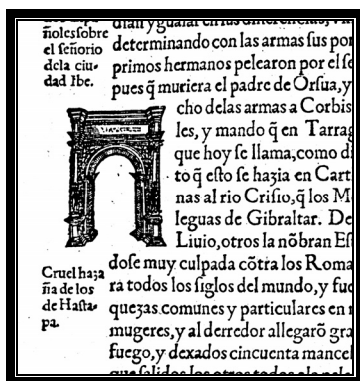 ñoles sobre
el señorio
dela ciu-
dad Ibe.
determinando con las armas sus por
primos hermanos pelearon por el se
pues q̃ muriera el padre de Orsua, y
cho delas armas a Corbis
les, y mando q̃ en Tarrag
que hoy se llama, como d
to q̃ esto se hazia en Cart
nas al rio Crisio, q̃ los M
leguas de Gibraltar. De
Liuio, otros la nõbran Es
Cruel haza
ña de los
de Hasta-
pa.
dose muy culpada cõtra los Roma
ra todos los siglos del mundo, y fue
quezas.comunes y particulares en
mugeres, y al derredor allegarõ gra
fuego, y dexados cincuenta mancel